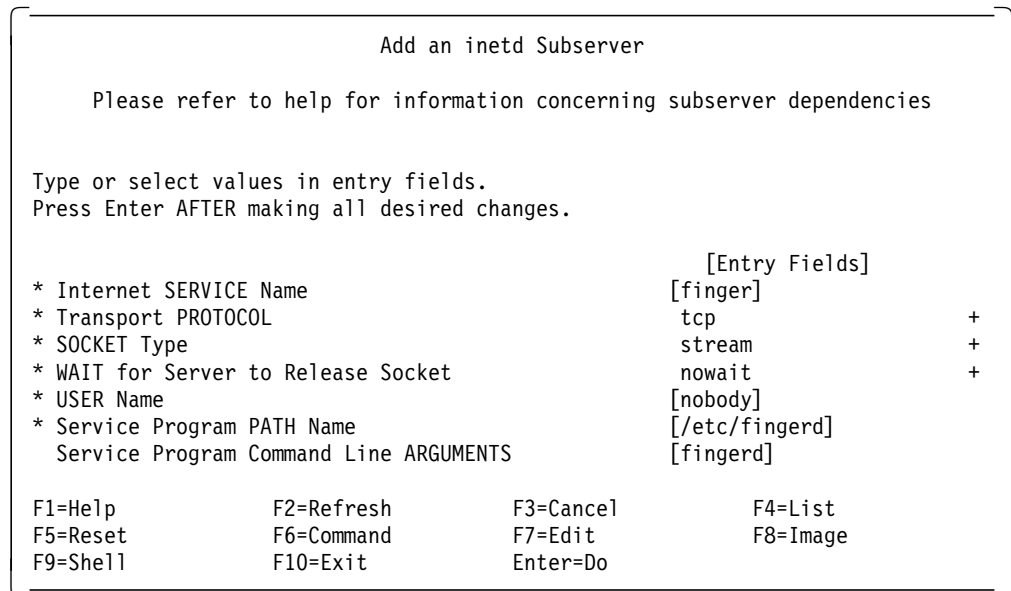 Add an inetd Subserver
Please refer to help for information concerning subserver dependencies
Type or select values in entry fields.
Press Enter AFTER making all desired changes.
[Entry Fields]
* Internet SERVICE Name [finger]
* Transport PROTOCOL tcp +
* SOCKET Type stream +
* WAIT for Server to Release Socket nowait +
* USER Name [nobody]
* Service Program PATH Name [/etc/fingerd]
Service Program Command Line ARGUMENTS [fingerd]
F1=Help F2=Refresh F3=Cancel F4=List
F5=Reset F6=Command F7=Edit F8=Image
F9=Shell F10=Exit Enter=Do